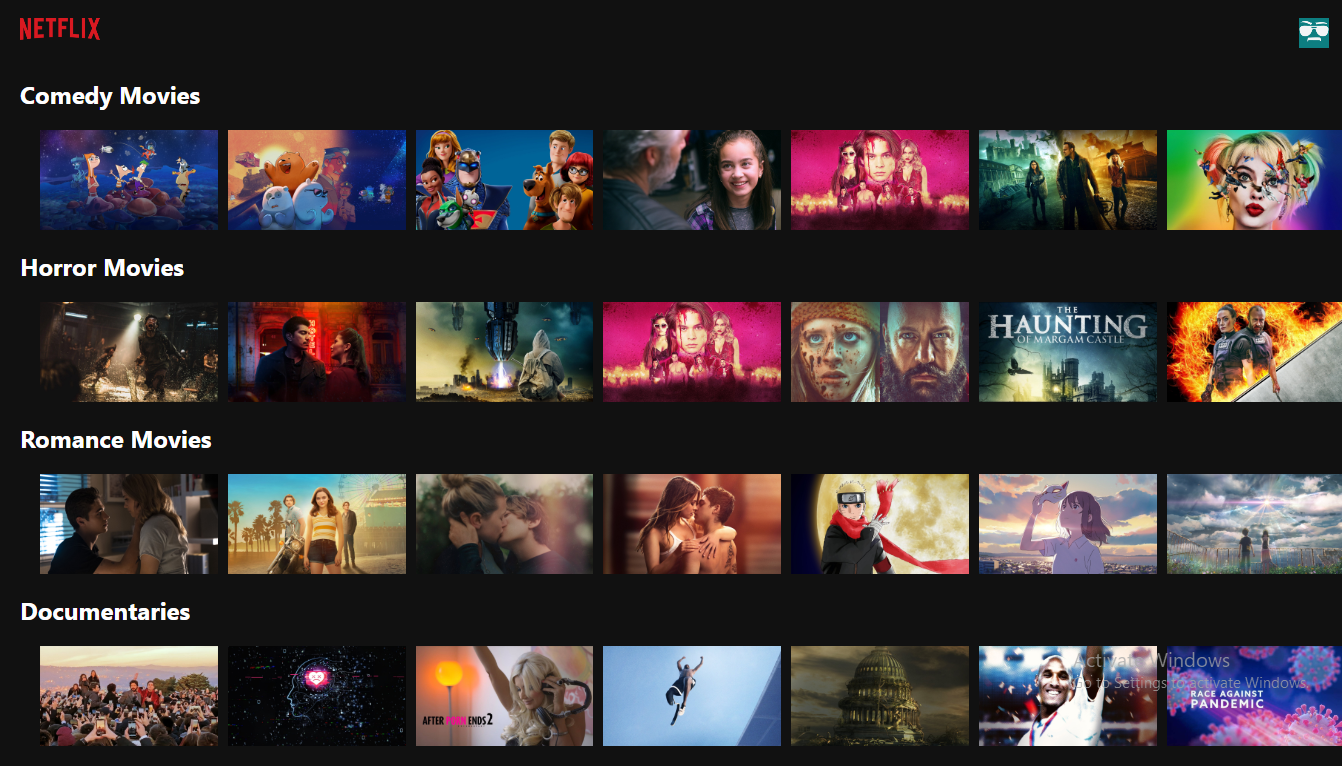 NETFLIX
Comedy Movies
Horror Movies
THE
HAUNTING
OF MARGAM CASTLE
Romance Movies
Documentaries
AFTER PORN ENDS 2
Activate Windows
Go to Settings to activate Windows.
RACE AGAINST
PANDEMIC